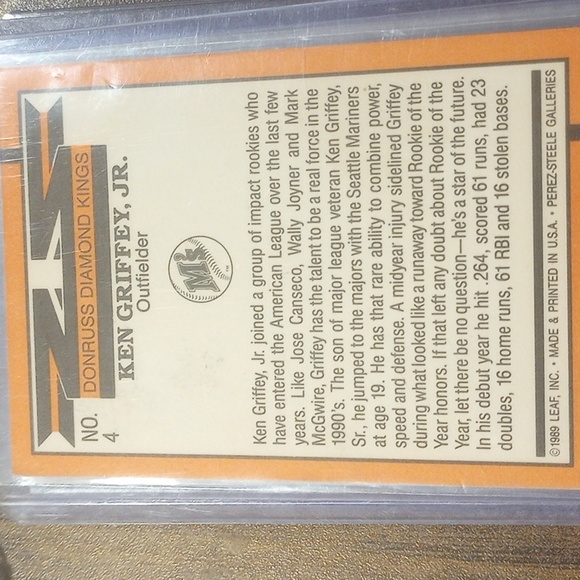 DONRUSS DIAMOND KINGS
NO.
4
KEN GRIFFEY, JR.
Outfielder
M's
TM
Ken Griffey, Jr. joined a group of impact rookies who
have entered the American League over the last few
years. Like Jose Canseco, Wally Joyner and Mark
McGwire, Griffey has the talent to be a real force in the
1990's. The son of major league veteran Ken Griffey,
Sr., he jumped to the majors with the Seattle Mariners
at age 19. He has that rare ability to combine power,
speed and defense. A midyear injury sidelined Griffey
during what looked like a runaway toward Rookie of the
Year honors. If that left any doubt about Rookie of the
Year, let there be no question—he's a star of the future.
In his debut year he hit .264, scored 61 runs, had 23
doubles, 16 home runs, 61 RBI and 16 stolen bases.
©1989 LEAF, INC. • MADE & PRINTED IN U.S.A. • PEREZ-STEELE GALLERIES